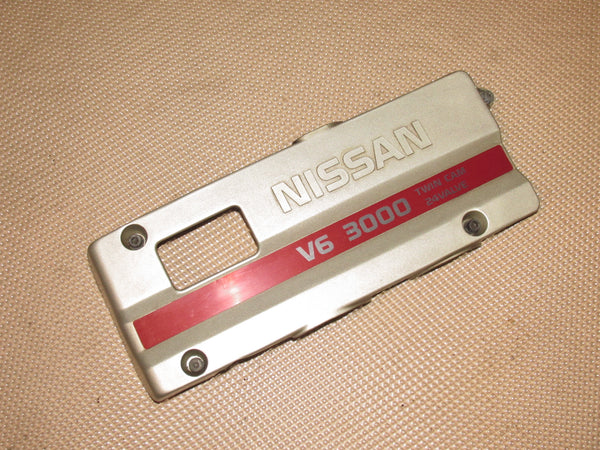 NISSAN
V6 3000 TWIN CAM
24VALVE